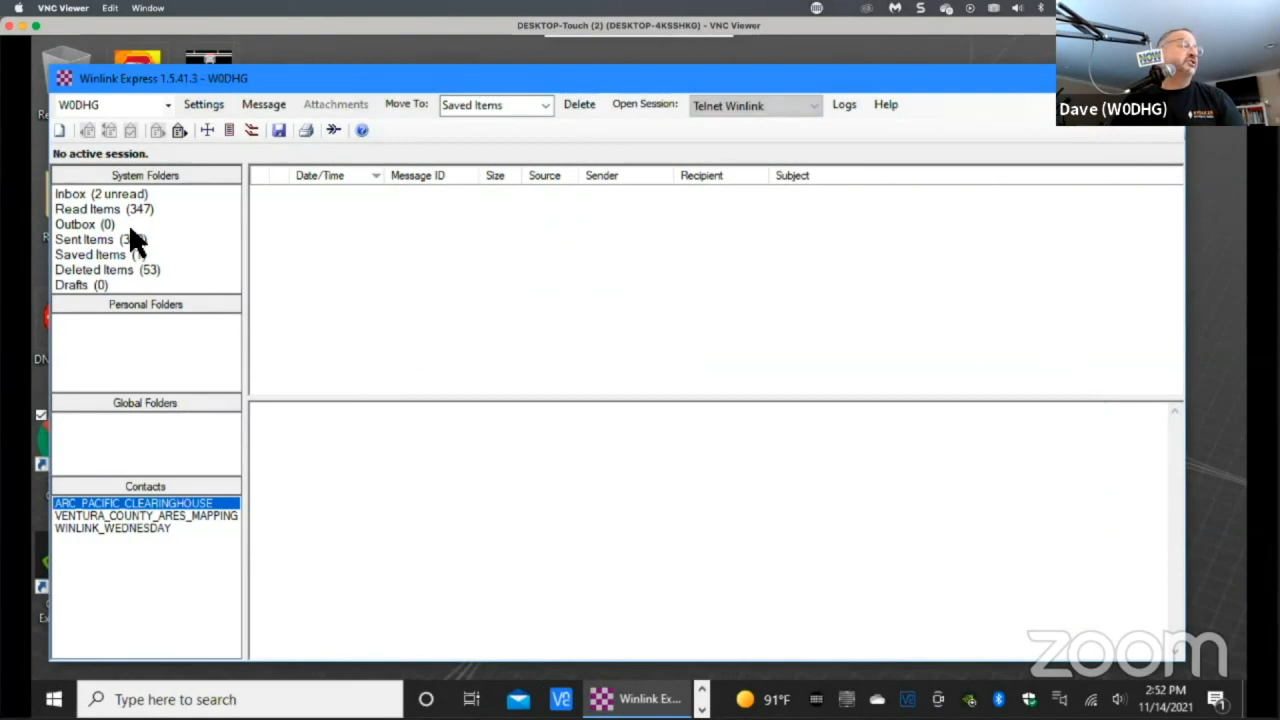 VNC Viewer Edit Window
DESKTOP-Touch (2) (DESKTOP-4KSSHKG) - VNC Viewer
Winlink Express 1.5.41.3 - W0DHG
W0DHG Settings Message Attachments Move To: Saved Items Delete Open Session: Telnet Winlink Logs Help
Dave (W0DHG)
No active session.
System Folders
Date/Time Message ID Size Source Sender Recipient Subject
Inbox (2 unread)
Read Items (347)
Outbox (0)
Sent Items
Saved Items
Deleted Items (53)
Drafts (0)
Personal Folders
Global Folders
Contacts
ARC_PACIFIC_CLEARINGHOUSE
VENTURA_COUNTY_ARES_MAPPING
WINLINK_WEDNESDAY
zoom
Type here to search
Winlink Ex...
91°F
2:52 PM
11/14/2021